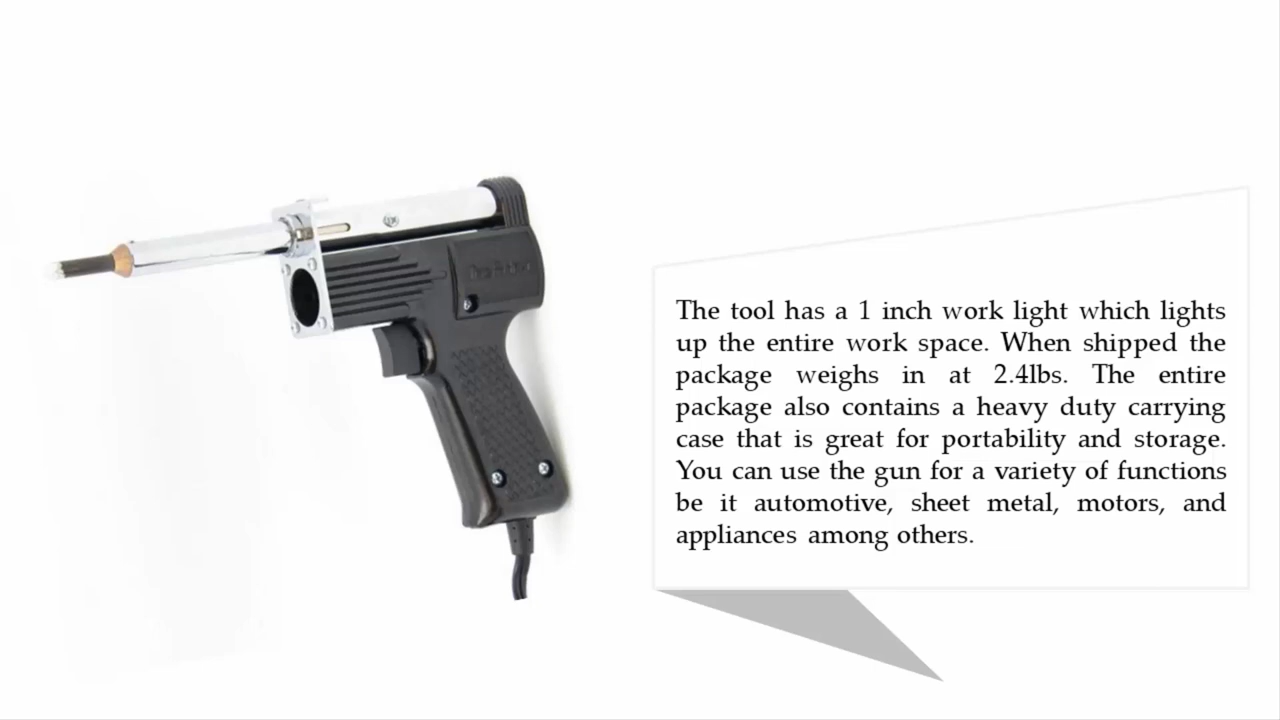 The tool has a 1 inch work light which lights
up the entire work space. When shipped the
package weighs in at 2.4lbs. The entire
package also contains a heavy duty carrying
case that is great for portability and storage.
You can use the gun for a variety of functions
be it automotive, sheet metal, motors, and
appliances among others.